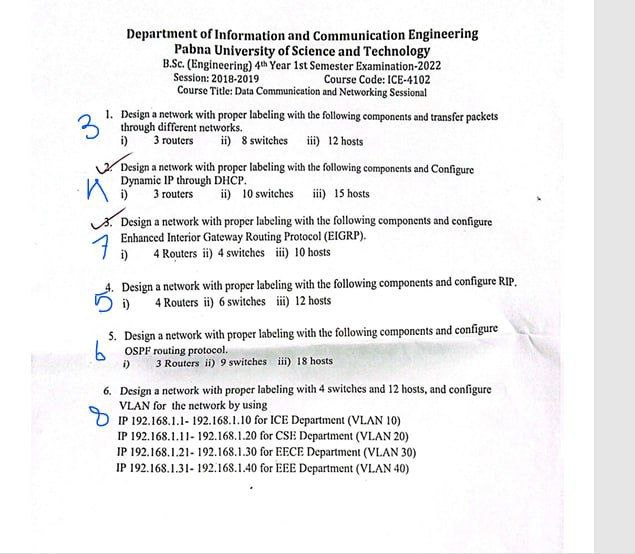 Department of Information and Communication Engineering
Pabna University of Science and Technology
B.Sc. (Engineering) 4th Year 1st Semester Examination-2022
Session: 2018-2019 Course Code: ICE-4102
Course Title: Data Communication and Networking Sessional
3
1. Design a network with proper labeling with the following components and transfer packets
through different networks.
i) 3 routers ii) 8 switches iii) 12 hosts
2. Design a network with proper labeling with the following components and Configure
Dynamic IP through DHCP.
i) 3 routers ii) 10 switches iii) 15 hosts
3. Design a network with proper labeling with the following components and configure
7 Enhanced Interior Gateway Routing Protocol (EIGRP).
i) 4 Routers ii) 4 switches iii) 10 hosts
4. Design a network with proper labeling with the following components and configure RIP.
5 i) 4 Routers ii) 6 switches iii) 12 hosts
5. Design a network with proper labeling with the following components and configure
6 OSPF routing protocol.
i) 3 Routers ii) 9 switches iii) 18 hosts
6. Design a network with proper labeling with 4 switches and 12 hosts, and configure
VLAN for the network by using
8 IP 192.168.1.1- 192.168.1.10 for ICE Department (VLAN 10)
IP 192.168.1.11- 192.168.1.20 for CSE Department (VLAN 20)
IP 192.168.1.21- 192.168.1.30 for EECE Department (VLAN 30)
IP 192.168.1.31- 192.168.1.40 for EEE Department (VLAN 40)